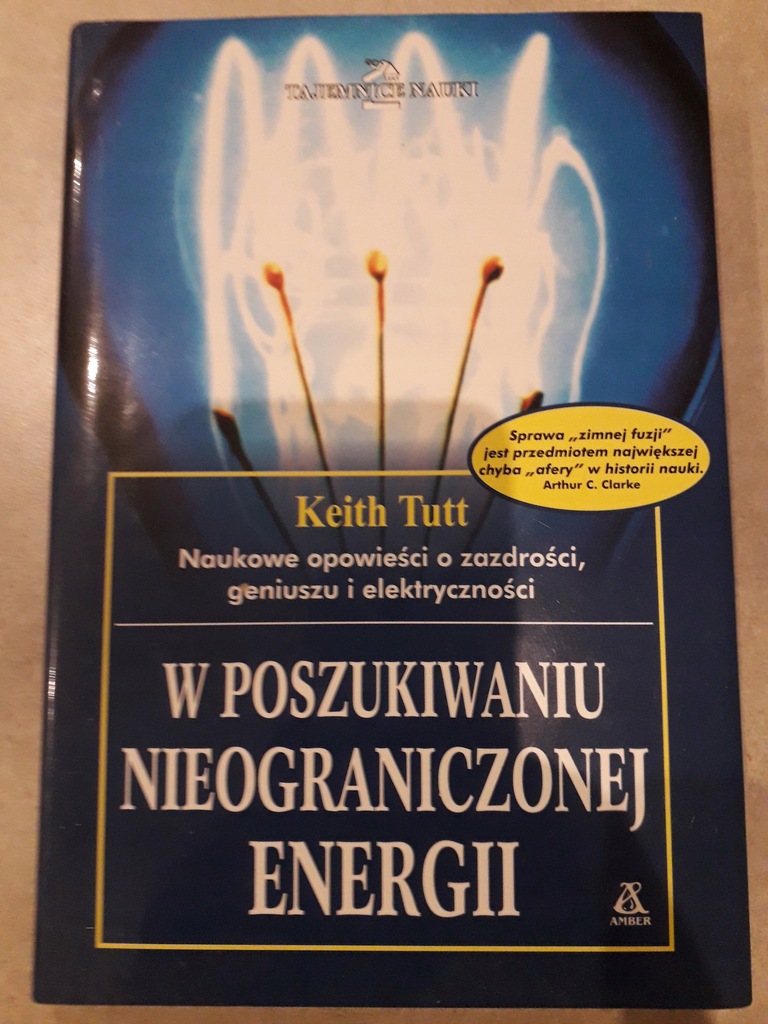 TAJEMNICE NAUKI
Sprawa „zimnej fuzji”
jest przedmiotem największej
chyba „afery” w historii nauki.
Arthur C. Clarke
Keith Tutt
Naukowe opowieści o zazdrości,
geniuszu i elektryczności
W POSZUKIWANIU
NIEOGRANICZONEJ
ENERGII
AMBER